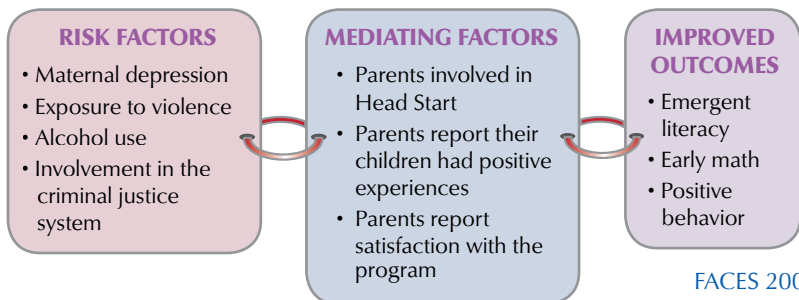 RISK FACTORS
• Maternal depression
• Exposure to violence
• Alcohol use
• Involvement in the
criminal justice
system
MEDIATING FACTORS
• Parents involved in
Head Start
• Parents report their
children had positive
experiences
• Parents report
satisfaction with the
program
IMPROVED
OUTCOMES
• Emergent
literacy
• Early math
• Positive
behavior
FACES 200